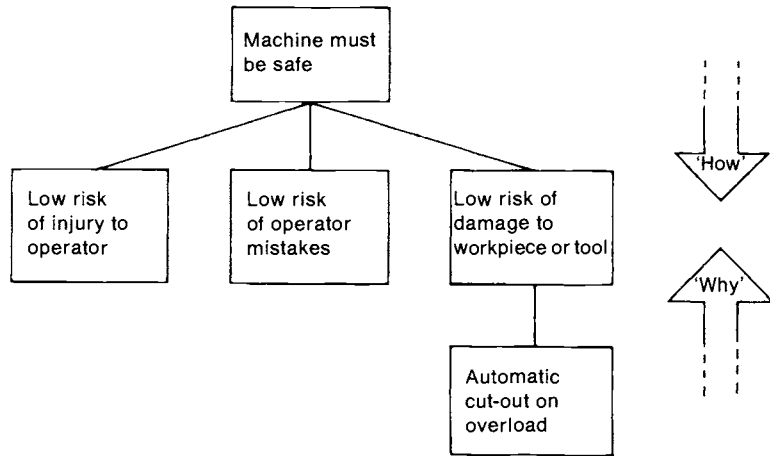 Machine must
be safe
Low risk
of injury to
operator
Low risk
of operator
mistakes
Low risk of
damage to
workpiece or tool
Automatic
cut-out on
overload
'How'
'Why'